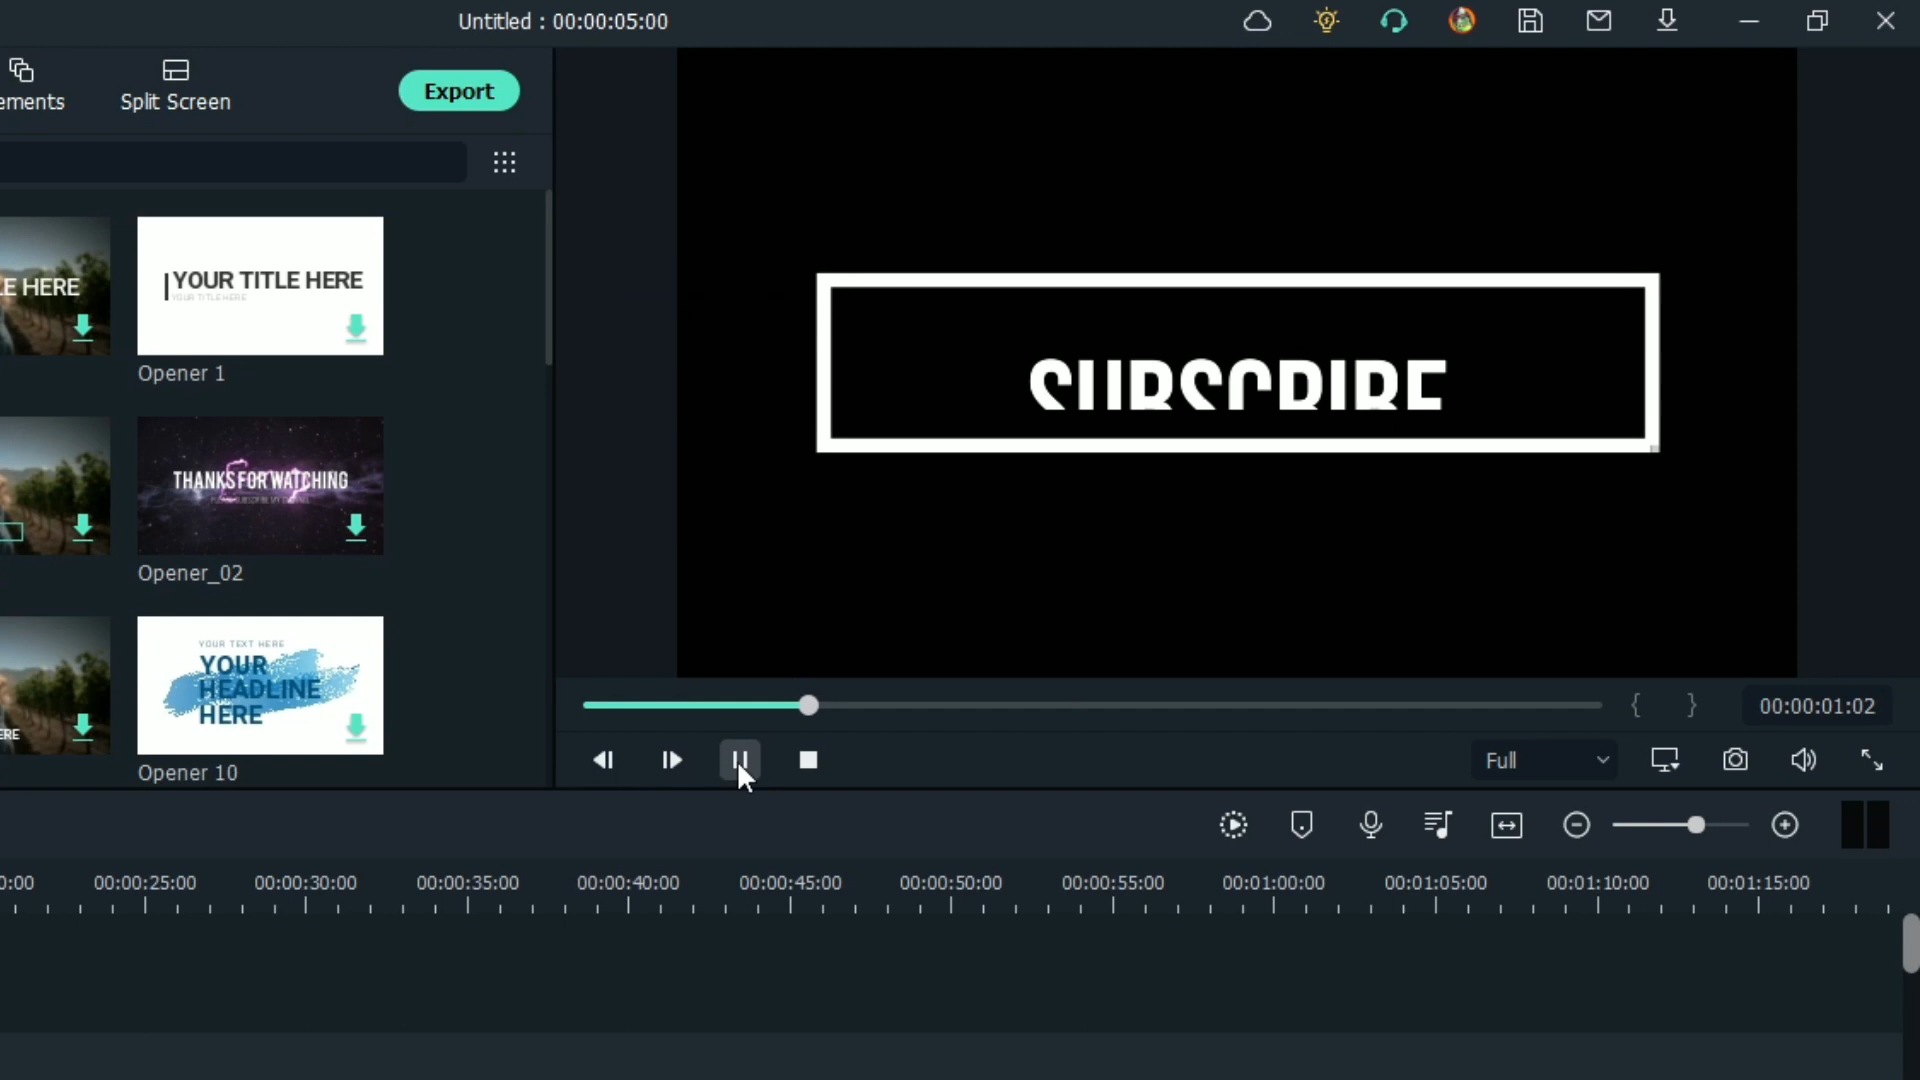 Untitled : 00:00:05:00
ements
Split Screen
Export
LE HERE
YOUR TITLE HERE
YOUR TITLE HERE
Opener 1
THANKS FOR WATCHING
Opener_02
ERE
YOUR TEXT HERE
YOUR
HEADLINE
HERE
Opener 10
SUBSCRIBE
{ }
00:00:01:02
Full
0:00
00:00:25:00
00:00:30:00
00:00:35:00
00:00:40:00
00:00:45:00
00:00:50:00
00:00:55:00
00:01:00:00
00:01:05:00
00:01:10:00
00:01:15:00